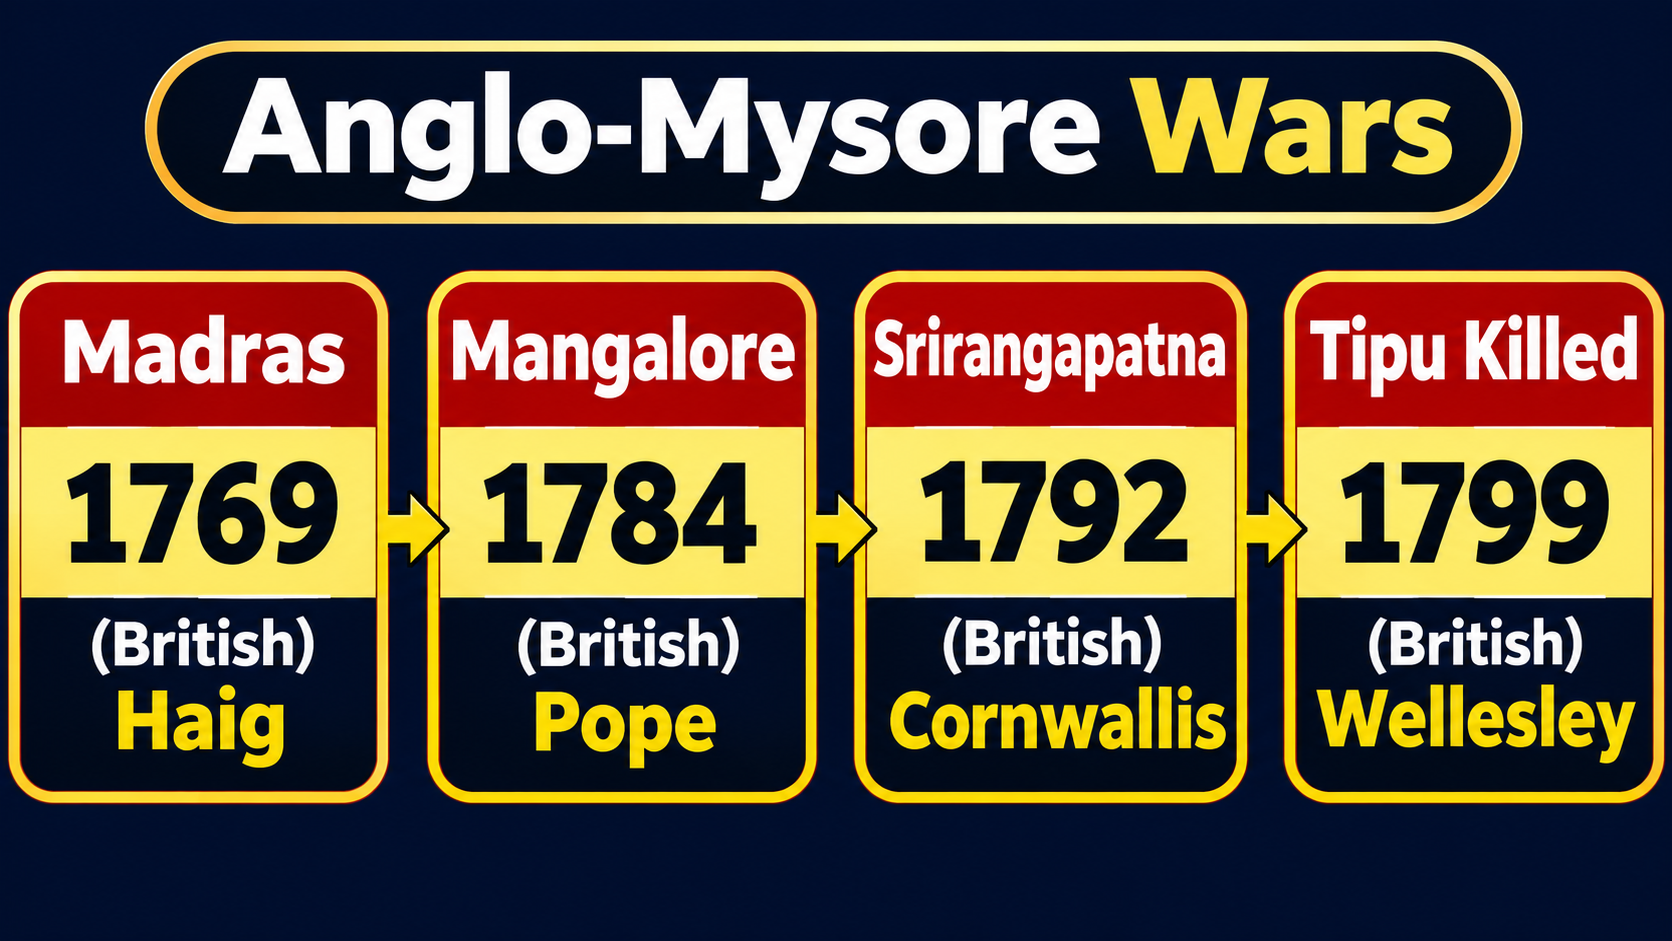 Anglo-Mysore Wars
Madras
1769
(British)
Haig
Mangalore
1784
(British)
Pope
Srirangapatna
1792
(British)
Cornwallis
Tipu Killed
1799
(British)
Wellesley